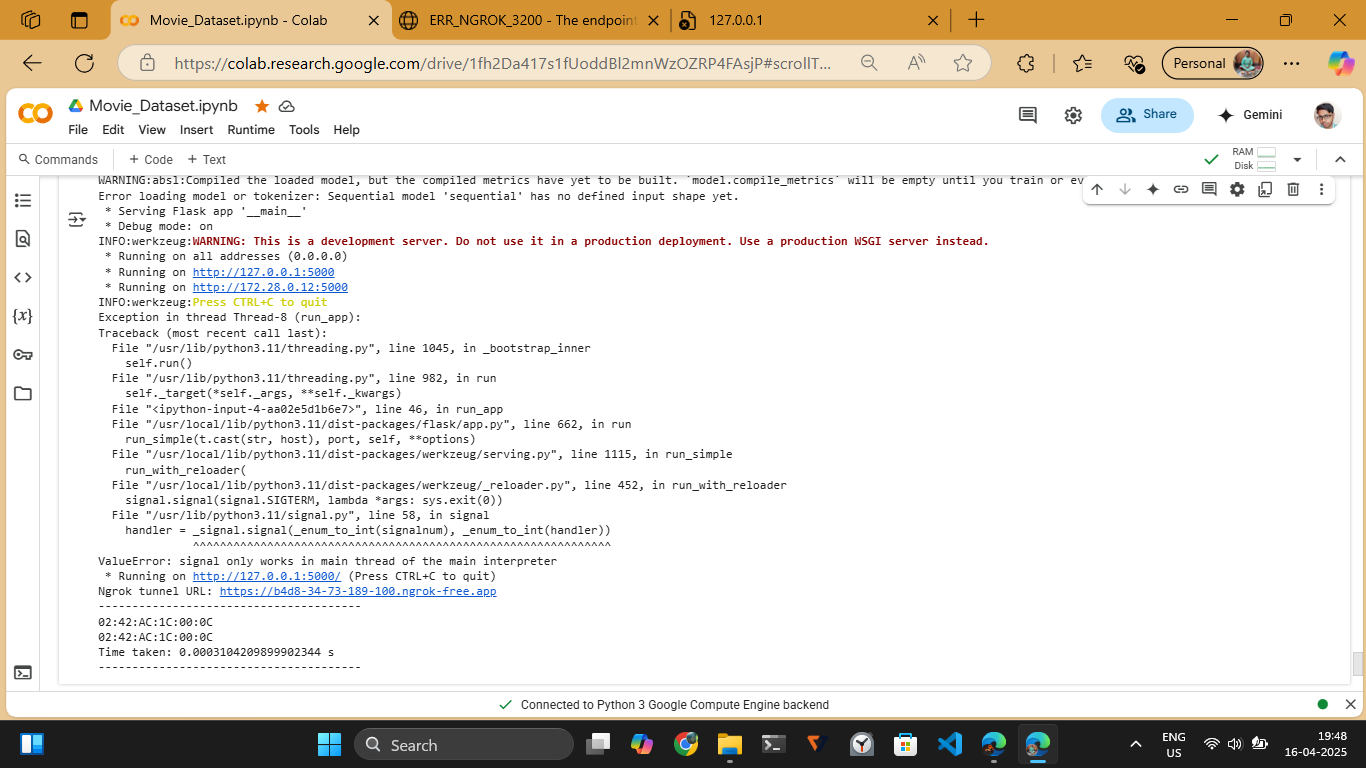 Movie_Dataset.ipynb - Colab
ERR_NGROK_3200 - The endpoint
127.0.0.1
https://colab.research.google.com/drive/1fh2Da417s1fUoddBl2mnWzOZRP4FAsjP#scrollT...
Personal
Movie_Dataset.ipynb
File Edit View Insert Runtime Tools Help
Share
Gemini
Commands + Code + Text
RAM
Disk
WARNING:absl:Compiled the loaded model, but the compiled metrics have yet to be built. `model.compile_metrics` will be empty until you train or ev
Error loading model or tokenizer: Sequential model 'sequential' has no defined input shape yet.
* Serving Flask app '__main__'
* Debug mode: on
INFO:werkzeug:WARNING: This is a development server. Do not use it in a production deployment. Use a production WSGI server instead.
* Running on all addresses (0.0.0.0)
* Running on http://127.0.0.1:5000
* Running on http://172.28.0.12:5000
INFO:werkzeug:Press CTRL+C to quit
Exception in thread Thread-8 (run_app):
Traceback (most recent call last):
File "/usr/lib/python3.11/threading.py", line 1045, in _bootstrap_inner
self.run()
File "/usr/lib/python3.11/threading.py", line 982, in run
self._target(*self._args, **self._kwargs)
File "<ipython-input-4-aa02e5d1b6e7>", line 46, in run_app
File "/usr/local/lib/python3.11/dist-packages/flask/app.py", line 662, in run
run_simple(t.cast(str, host), port, self, **options)
File "/usr/local/lib/python3.11/dist-packages/werkzeug/serving.py", line 1115, in run_simple
run_with_reloader(
File "/usr/local/lib/python3.11/dist-packages/werkzeug/_reloader.py", line 452, in run_with_reloader
signal.signal(signal.SIGTERM, lambda *args: sys.exit(0))
File "/usr/lib/python3.11/signal.py", line 58, in signal
handler = _signal.signal(_enum_to_int(signalnum), _enum_to_int(handler))
^^^^^^^^^^^^^^^^^^^^^^^^^^^^^^^^^^^^^^^^^^^^^^^^^^^^^^^^^^^^^^
ValueError: signal only works in main thread of the main interpreter
* Running on http://127.0.0.1:5000/ (Press CTRL+C to quit)
Ngrok tunnel URL: https://b4d8-34-73-189-100.ngrok-free.app
---------------------------------------
02:42:AC:1C:00:0C
02:42:AC:1C:00:0C
Time taken: 0.0003104209899902344 s
---------------------------------------
Connected to Python 3 Google Compute Engine backend
Search
ENG
US
19:48
16-04-2025